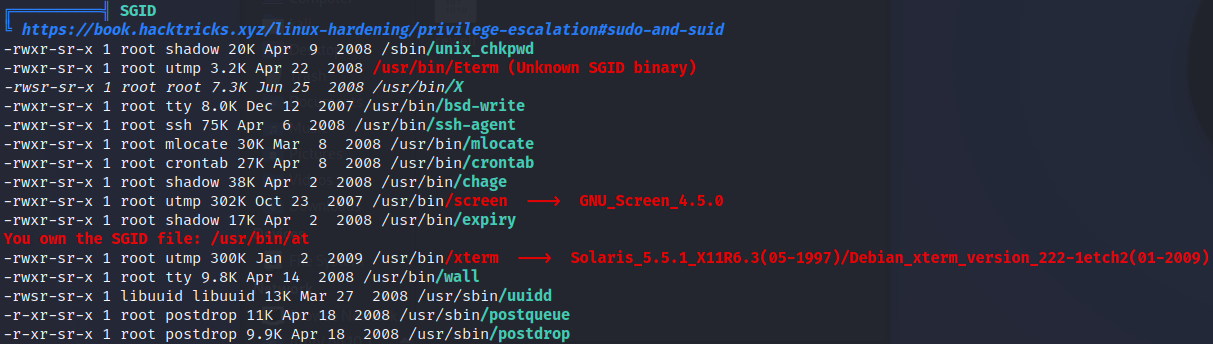 ╔══════════╣ SGID
╚ https://book.hacktricks.xyz/linux-hardening/privilege-escalation#sudo-and-suid
-rwxr-sr-x 1 root shadow 20K Apr  9  2008 /sbin/unix_chkpwd
-rwxr-sr-x 1 root utmp 3.2K Apr 22  2008 /usr/bin/Eterm (Unknown SGID binary)
-rwsr-sr-x 1 root root 7.3K Jun 25  2008 /usr/bin/X
-rwxr-sr-x 1 root tty 8.0K Dec 12  2007 /usr/bin/bsd-write
-rwxr-sr-x 1 root ssh 75K Apr  6  2008 /usr/bin/ssh-agent
-rwxr-sr-x 1 root mlocate 30K Mar  8  2008 /usr/bin/mlocate
-rwxr-sr-x 1 root crontab 27K Apr  8  2008 /usr/bin/crontab
-rwxr-sr-x 1 root shadow 38K Apr  2  2008 /usr/bin/chage
-rwxr-sr-x 1 root utmp 302K Oct 23  2007 /usr/bin/screen  --->  GNU_Screen_4.5.0
-rwxr-sr-x 1 root shadow 17K Apr  2  2008 /usr/bin/expiry
You own the SGID file: /usr/bin/at
-rwxr-sr-x 1 root utmp 300K Jan  2  2009 /usr/bin/xterm  --->  Solaris_5.5.1_X11R6.3(05-1997)/Debian_xterm_version_222-1etch2(01-2009)
-rwxr-sr-x 1 root tty 9.8K Apr 14  2008 /usr/bin/wall
-rwsr-sr-x 1 libuuid libuuid 13K Mar 27  2008 /usr/sbin/uuidd
-r-xr-sr-x 1 root postdrop 11K Apr 18  2008 /usr/sbin/postqueue
-r-xr-sr-x 1 root postdrop 9.9K Apr 18  2008 /usr/sbin/postdrop